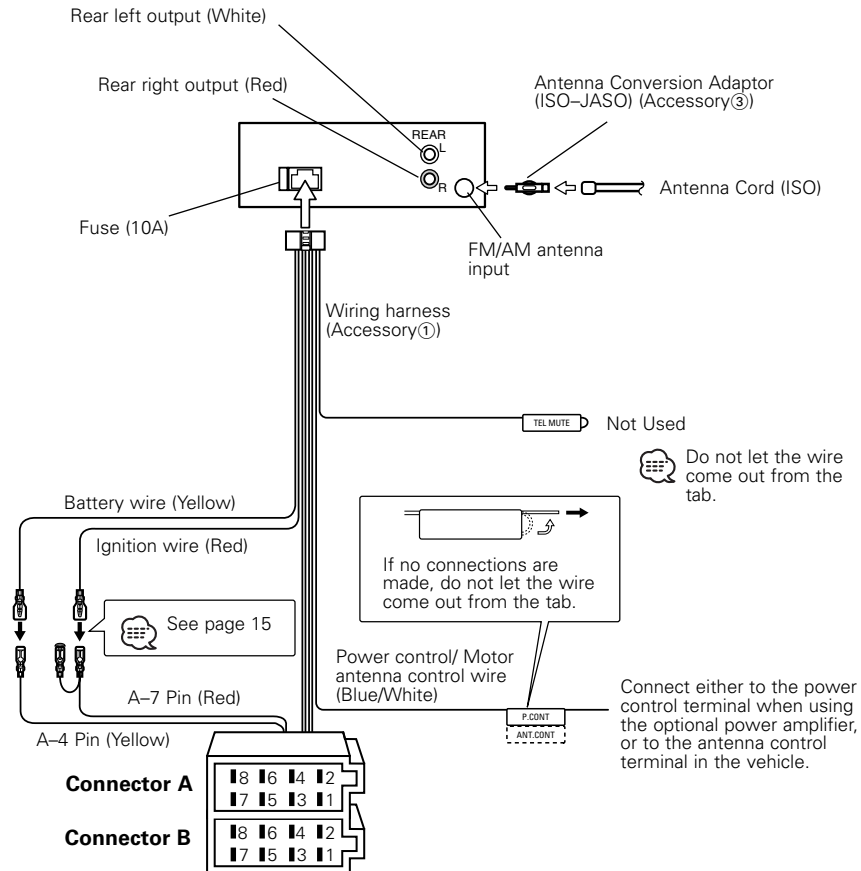 Rear left output (White)
Rear right output (Red)
Antenna Conversion Adaptor
(ISO–JASO) (Accessory③)
REAR
L
R
Antenna Cord (ISO)
Fuse (10A)
FM/AM antenna
input
Wiring harness
(Accessory①)
TEL MUTE
Not Used
Do not let the wire
come out from the
tab.
Battery wire (Yellow)
Ignition wire (Red)
If no connections are
made, do not let the wire
come out from the tab.
See page 15
Power control/ Motor
antenna control wire
(Blue/White)
P.CONT
ANT.CONT
Connect either to the power
control terminal when using
the optional power amplifier,
or to the antenna control
terminal in the vehicle.
A–7 Pin (Red)
A–4 Pin (Yellow)
Connector A
8 6 4 2
7 5 3 1
Connector B
8 6 4 2
7 5 3 1